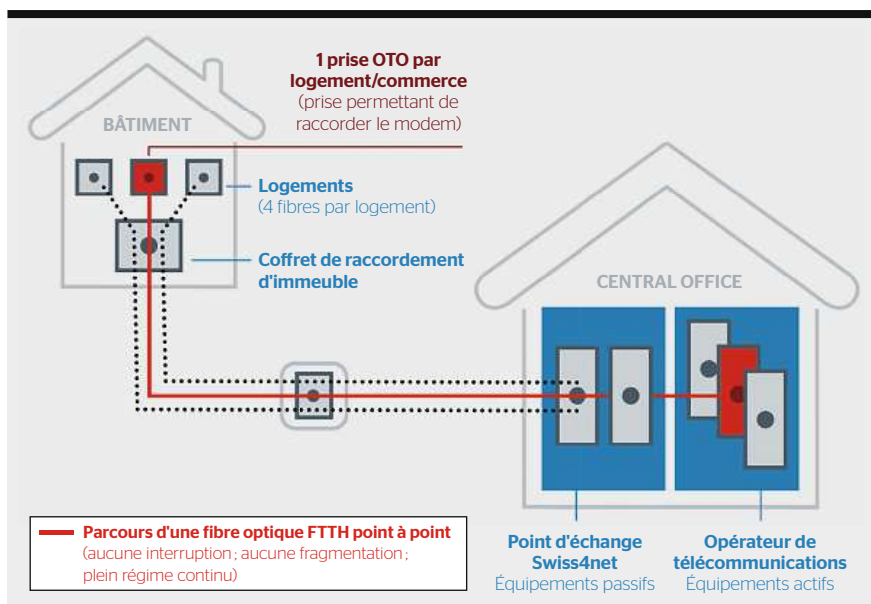 1 prise OTO par
logement/commerce
(prise permettant de
raccorder le modem)
BÂTIMENT
Logements
(4 fibres par logement)
Coffret de raccordement
d'immeuble
CENTRAL OFFICE
Parcours d'une fibre optique FTTH point à point
(aucune interruption ; aucune fragmentation ;
plein régime continu)
Point d'échange
Swiss4net
Équipements passifs
Opérateur de
télécommunications
Équipements actifs